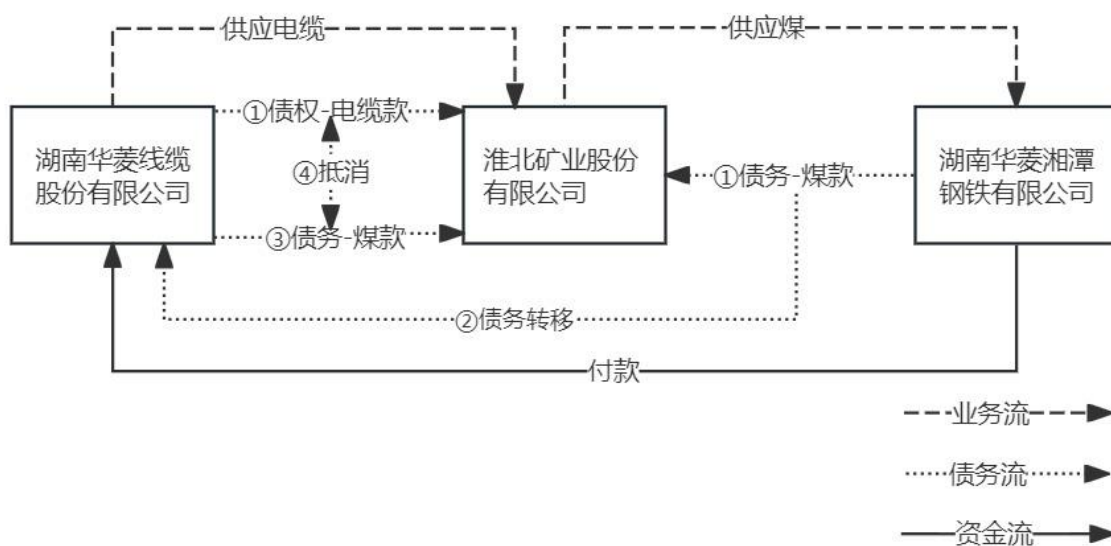 供应电缆
供应煤
①债权-电缆款
湖南华菱线缆
股份有限公司
④抵消
淮北矿业股份
有限公司
①债务-煤款
湖南华菱湘潭
钢铁有限公司
③债务-煤款
②债务转移
付款
业务流
债务流
资金流